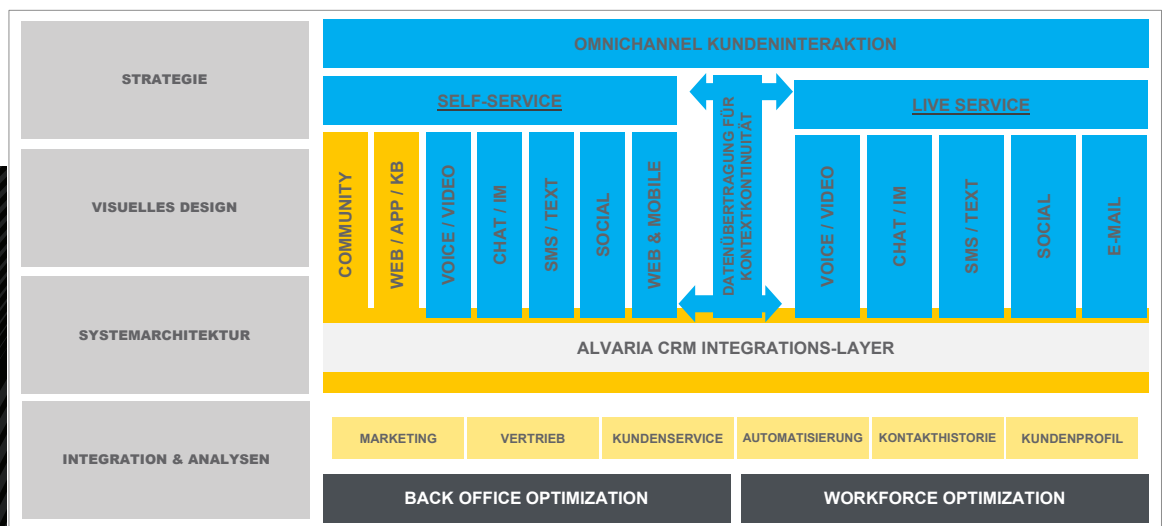 STRATEGIE
OMNICHANNEL KUNDENINTERAKTION
SELF-SERVICE
LIVE SERVICE
VISUELLES DESIGN
COMMUNITY
WEB / APP / KB
VOICE / VIDEO
CHAT / IM
SMS / TEXT
SOCIAL
WEB & MOBILE
DATENÜBERTRAGUNG FÜR
KONTEXTKONTINUITÄT
VOICE / VIDEO
CHAT / IM
SMS / TEXT
SOCIAL
E-MAIL
SYSTEMARCHITEKTUR
ALVARIA CRM INTEGRATIONS-LAYER
INTEGRATION & ANALYSEN
MARKETING
VERTRIEB
KUNDENSERVICE
AUTOMATISIERUNG
KONTAKTHISTORIE
KUNDENPROFIL
BACK OFFICE OPTIMIZATION
WORKFORCE OPTIMIZATION